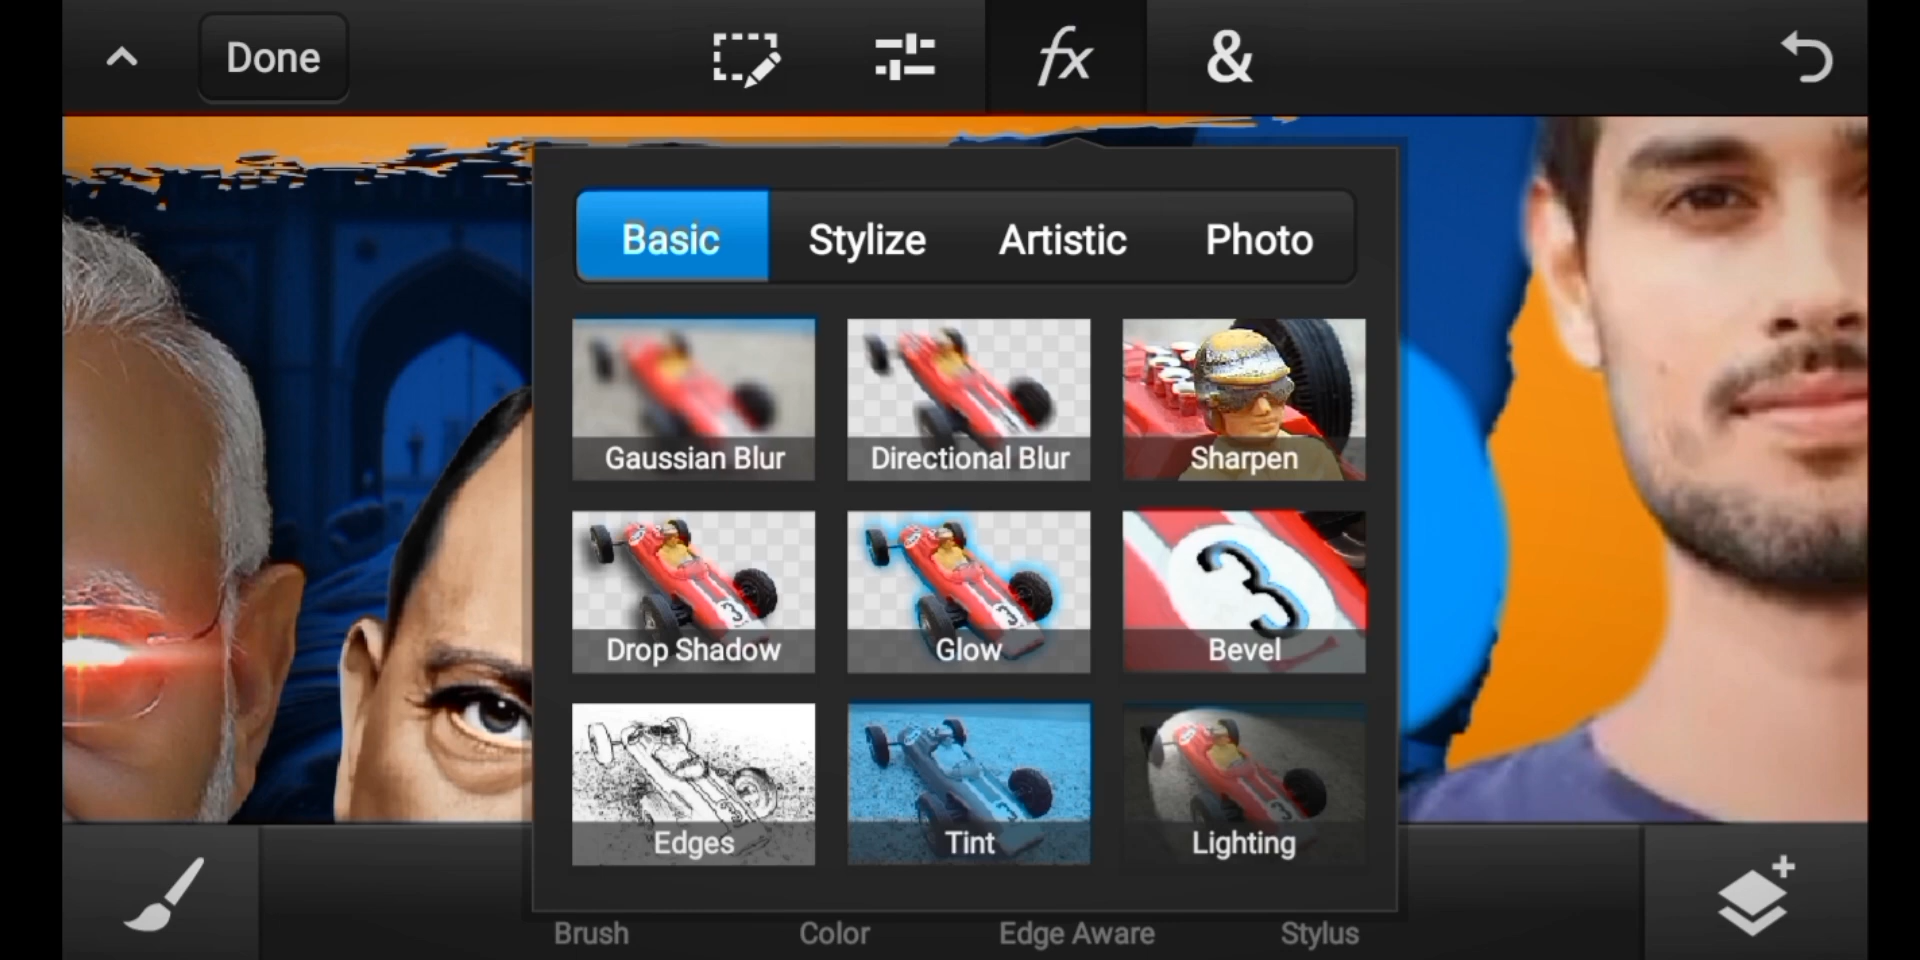 Done
fx
&
Basic Stylize Artistic Photo
Gaussian Blur Directional Blur Sharpen
Drop Shadow Glow Bevel
Edges Tint Lighting
Brush Color Edge Aware Stylus